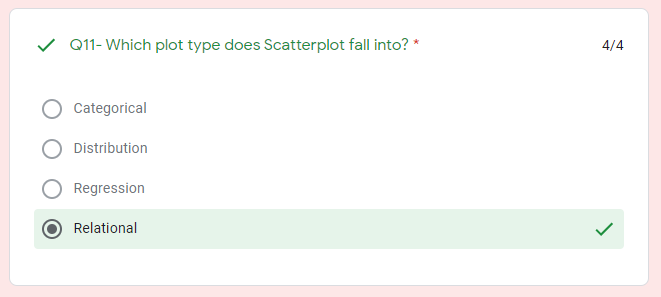 Q11- Which plot type does Scatterplot fall into? * 4/4
Categorical
Distribution
Regression
Relational